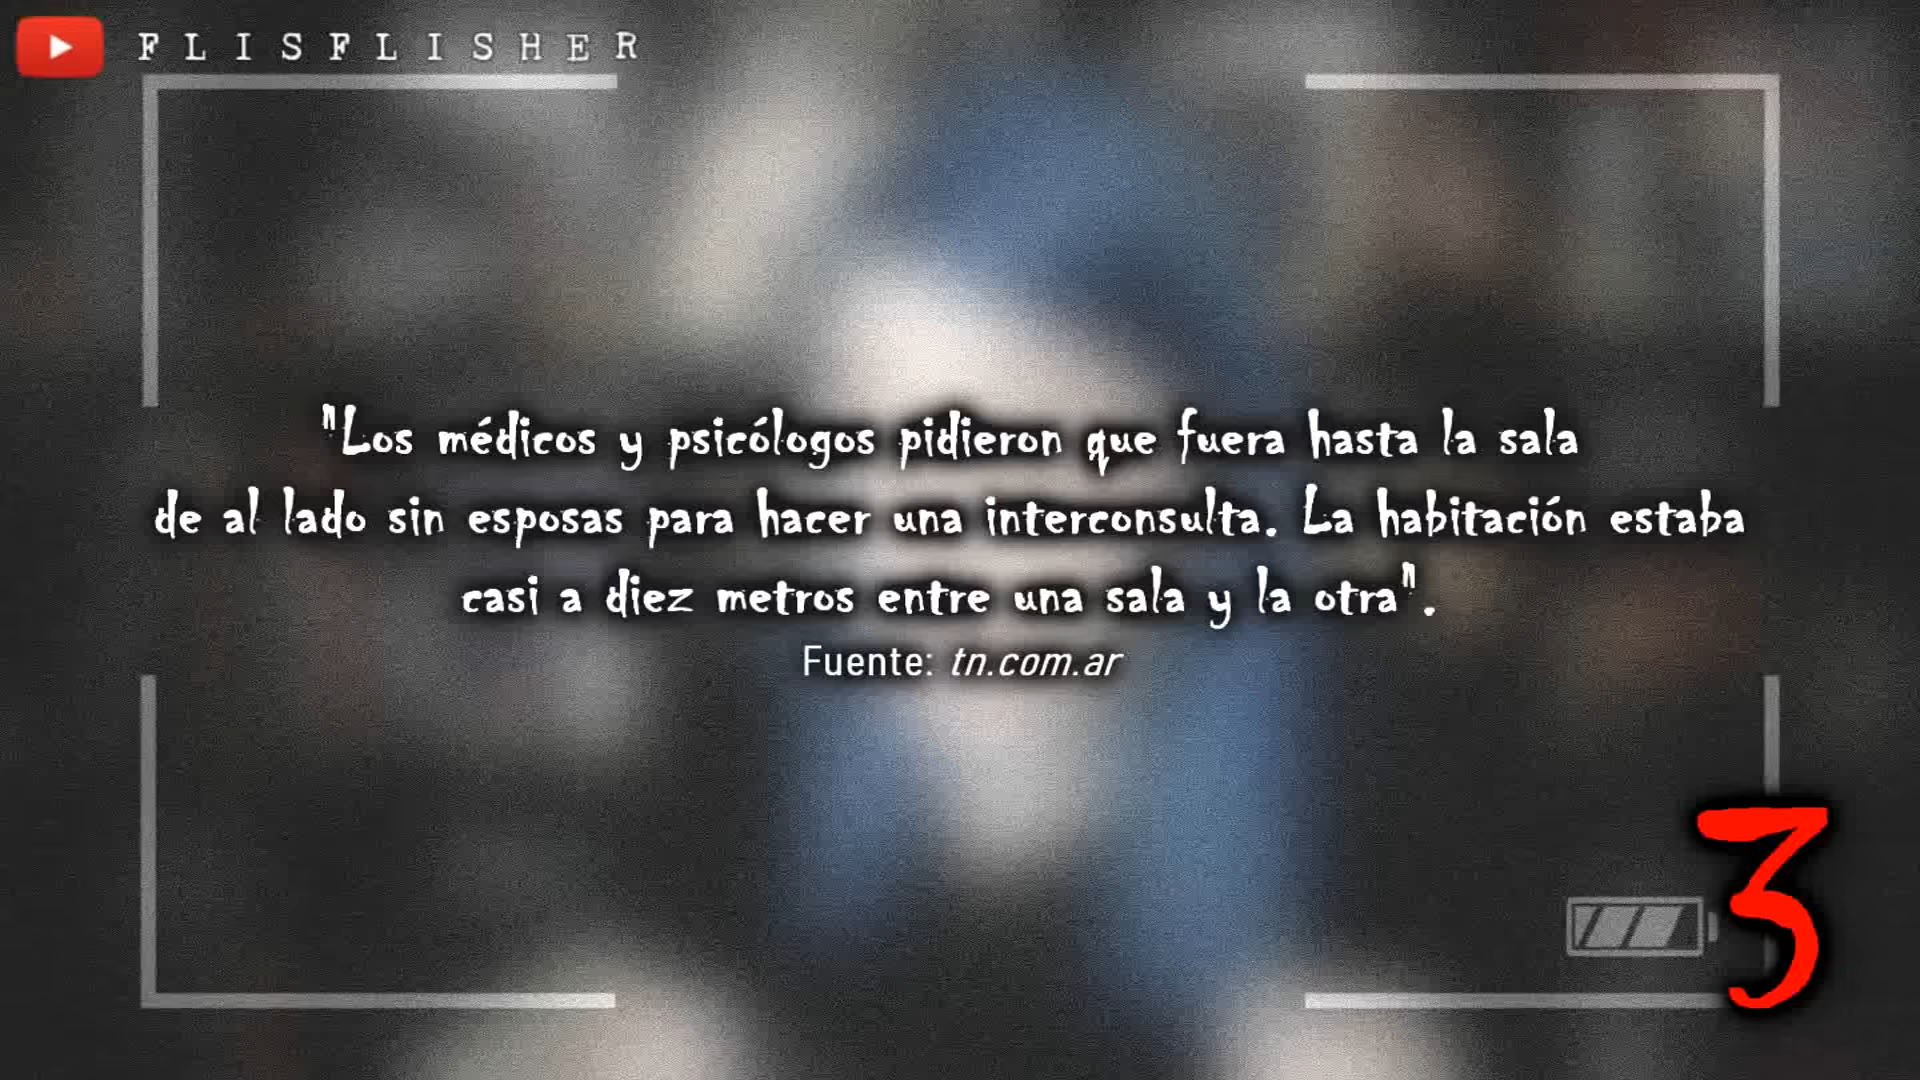 FLISFLISHER
"Los médicos y psicólogos pidieron que fuera hasta la sala
de al lado sin esposas para hacer una interconsulta. La habitación estaba
casi a diez metros entre una sala y la otra".
Fuente: tn.com.ar
3